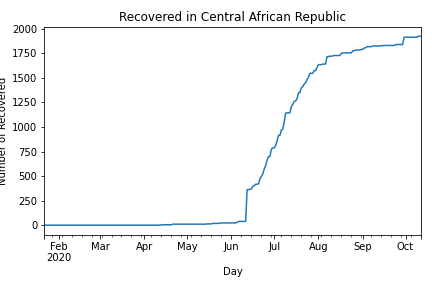 Recovered in Central African Republic
Number of Recovered
2000
1750
1500
1250
1000
750
500
250
0
Feb Mar Apr May Jun Jul Aug Sep Oct
2020
Day